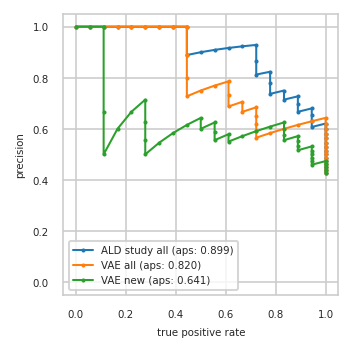 1.0
0.8
0.6
0.4
0.2
0.0
precision
ALD study all (aps: 0.899)
VAE all (aps: 0.820)
VAE new (aps: 0.641)
0.0 0.2 0.4 0.6 0.8 1.0
true positive rate